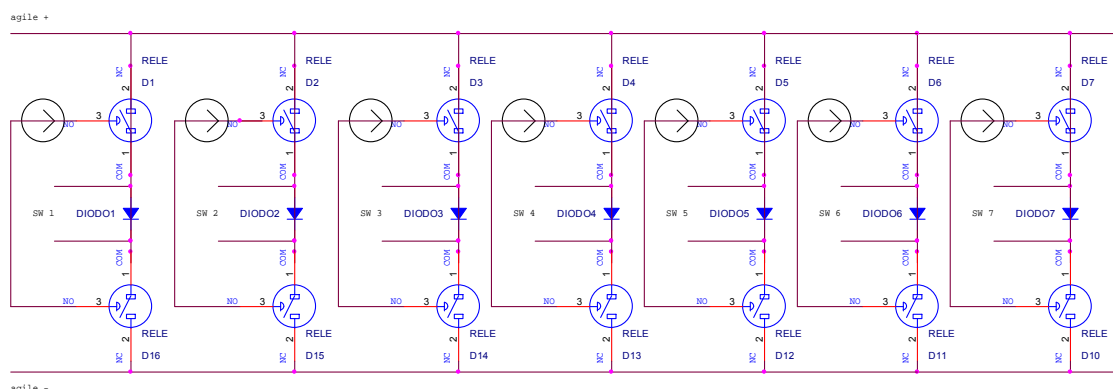 agile +
RELE RELE RELE RELE RELE RELE RELE
NC NC NC NC NC NC NC
D1 D2 D3 D4 D5 D6 D7
2 2 2 2 2 2 2
NO 3 NO 3 NO 3 NO 3 NO 3 NO 3 NO 3
1 1 1 1 1 1 1
COM COM COM COM COM COM COM
SW 1 DIODO1 SW 2 DIODO2 SW 3 DIODO3 SW 4 DIODO4 SW 5 DIODO5 SW 6 DIODO6 SW 7 DIODO7
COM COM COM COM COM COM COM
1 1 1 1 1 1 1
NO 3 NO 3 NO 3 NO 3 NO 3 NO 3 NO 3
RELE RELE RELE RELE RELE RELE RELE
2 2 2 2 2 2 2
NC D16 NC D15 NC D14 NC D13 NC D12 NC D11 NC D10
agile -